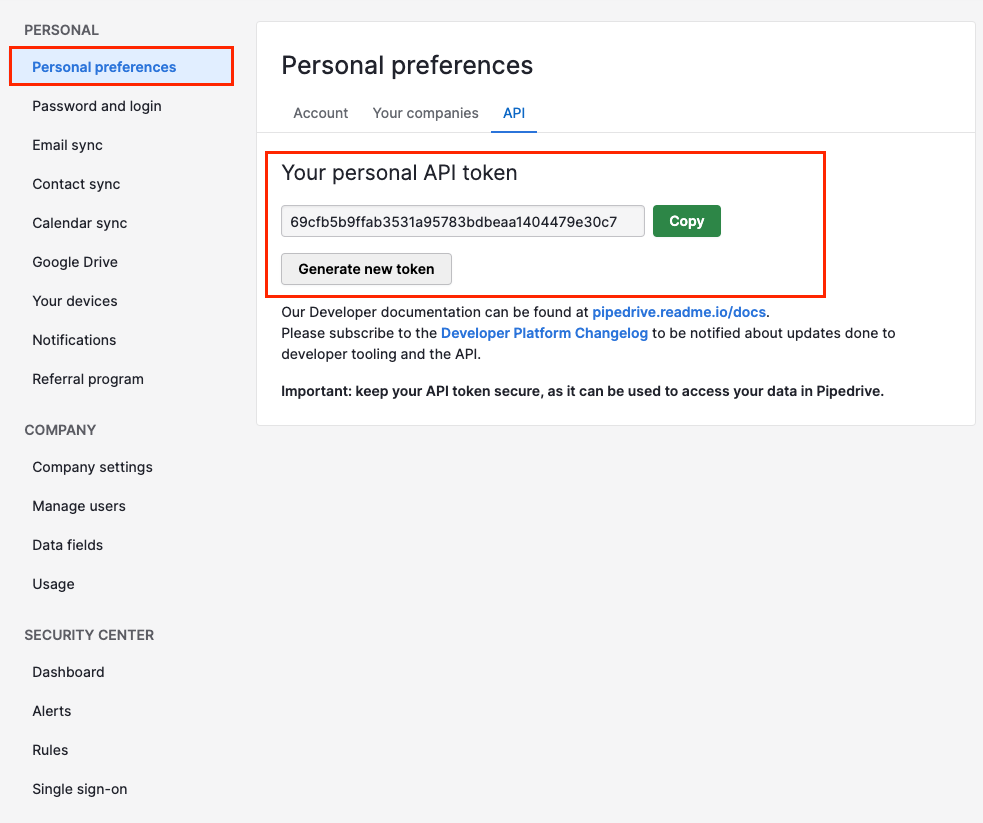 PERSONAL
Personal preferences
Password and login
Email sync
Contact sync
Calendar sync
Google Drive
Your devices
Notifications
Referral program
COMPANY
Company settings
Manage users
Data fields
Usage
SECURITY CENTER
Dashboard
Alerts
Rules
Single sign-on
Personal preferences
Account Your companies API
Your personal API token
69cfb5b9ffab3531a95783bdbeaa1404479e30c7 Copy
Generate new token
Our Developer documentation can be found at pipedrive.readme.io/docs.
Please subscribe to the Developer Platform Changelog to be notified about updates done to
developer tooling and the API.
Important: keep your API token secure, as it can be used to access your data in Pipedrive.